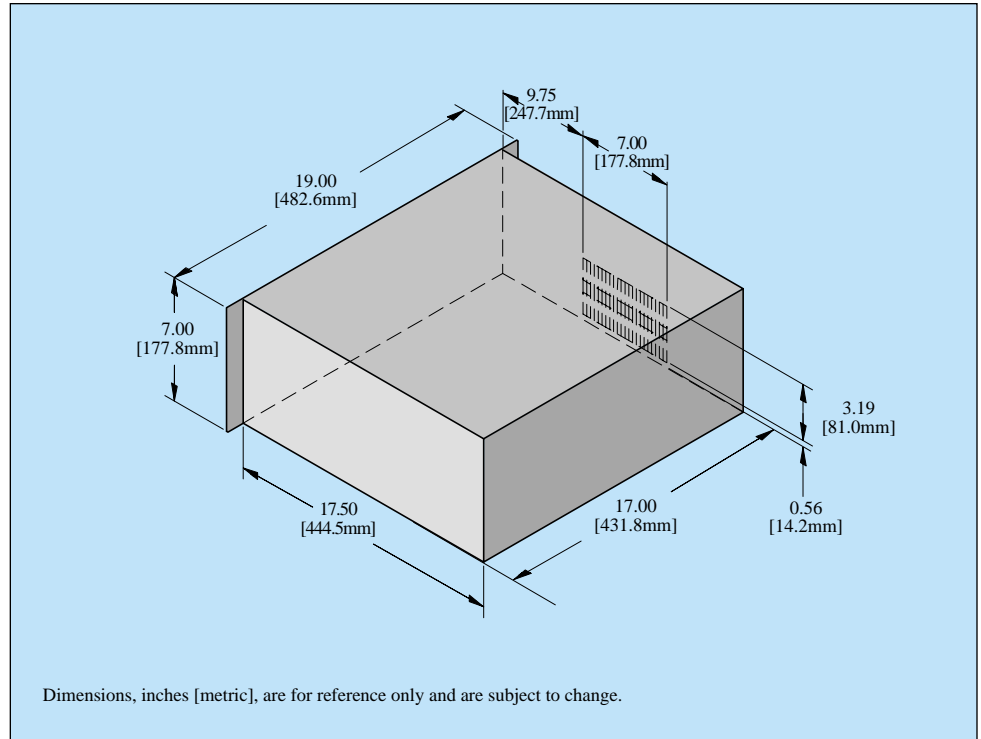 9.75
[247.7mm]
7.00
[177.8mm]
19.00
[482.6mm]
7.00
[177.8mm]
3.19
[81.0mm]
17.50
[444.5mm]
17.00
[431.8mm]
0.56
[14.2mm]
Dimensions, inches [metric], are for reference only and are subject to change.